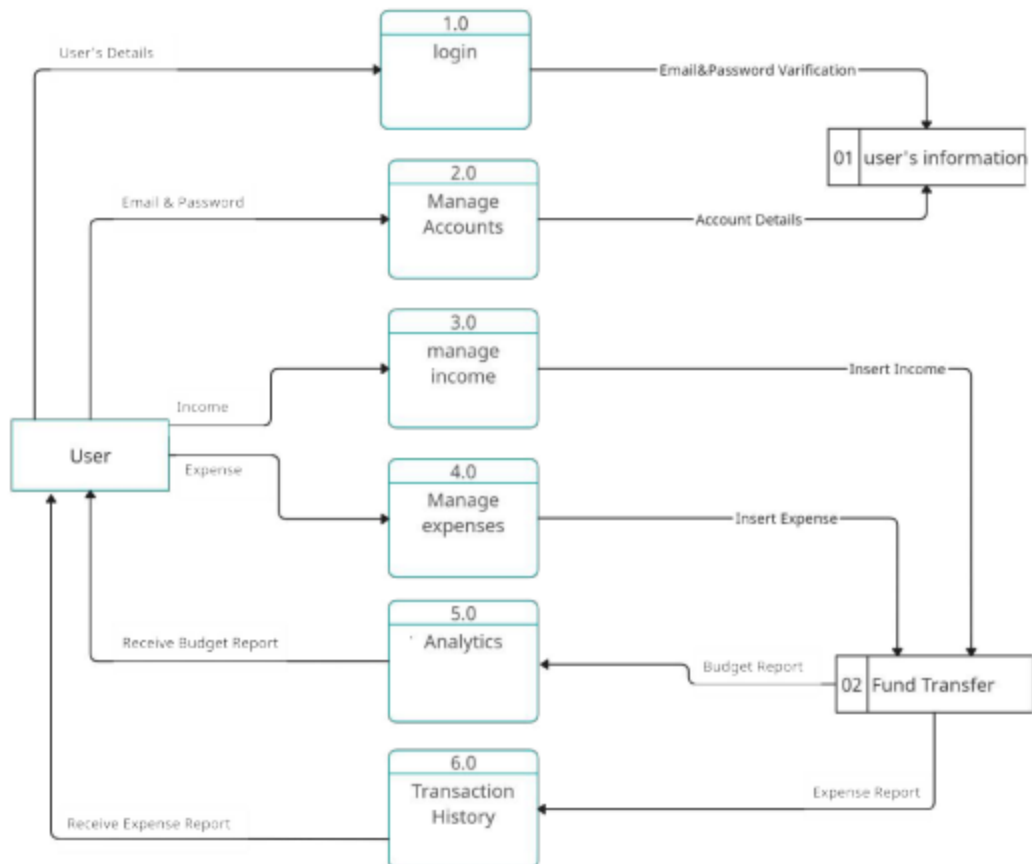 1.0
login
User's Details
Email&Password Varification
01 user's information
2.0
Manage
Accounts
Email & Password
Account Details
3.0
manage
income
Income
Insert Income
User
Expense
4.0
Manage
expenses
Insert Expense
5.0
Analytics
Receive Budget Report
Budget Report
02 Fund Transfer
6.0
Transaction
History
Expense Report
Receive Expense Report